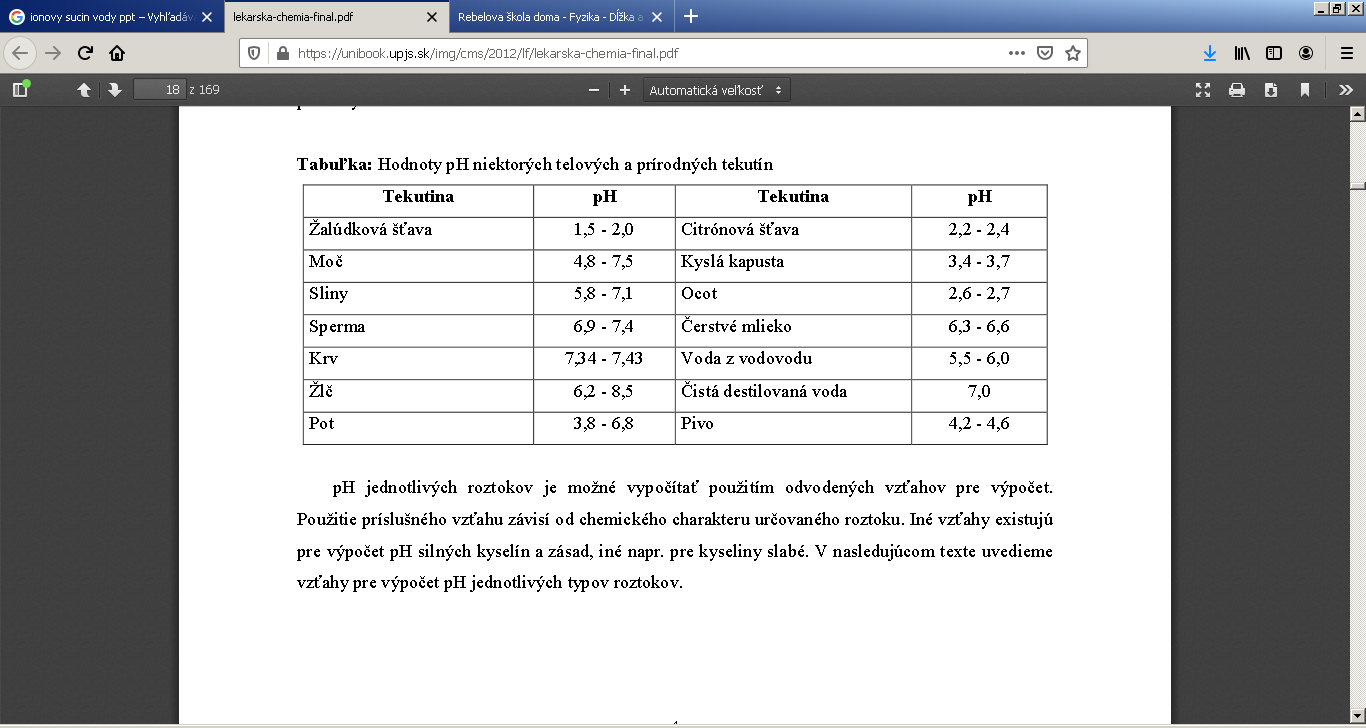 ionovy sucin vody ppt – Vyhľadáv
lekarska-chemia-final.pdf
Rebelova škola doma - Fyzika - Dĺžka a
https://unibook.upjs.sk/img/cms/2012/lf/lekarska-chemia-final.pdf
18 z 169
Automatická veľkosť
Tabuľka: Hodnoty pH niektorých telových a prírodných tekutín
Tekutina pH Tekutina pH
Žalúdková šťava 1,5 - 2,0 Citrónová šťava 2,2 - 2,4
Moč 4,8 - 7,5 Kyslá kapusta 3,4 - 3,7
Sliny 5,8 - 7,1 Ocot 2,6 - 2,7
Sperma 6,9 - 7,4 Čerstvé mlieko 6,3 - 6,6
Krv 7,34 - 7,43 Voda z vodovodu 5,5 - 6,0
Žlč 6,2 - 8,5 Čistá destilovaná voda 7,0
Pot 3,8 - 6,8 Pivo 4,2 - 4,6
pH jednotlivých roztokov je možné vypočítať použitím odvodených vzťahov pre výpočet.
Použitie príslušného vzťahu závisí od chemického charakteru určovaného roztoku. Iné vzťahy existujú
pre výpočet pH silných kyselín a zásad, iné napr. pre kyseliny slabé. V nasledujúcom texte uvedieme
vzťahy pre výpočet pH jednotlivých typov roztokov.